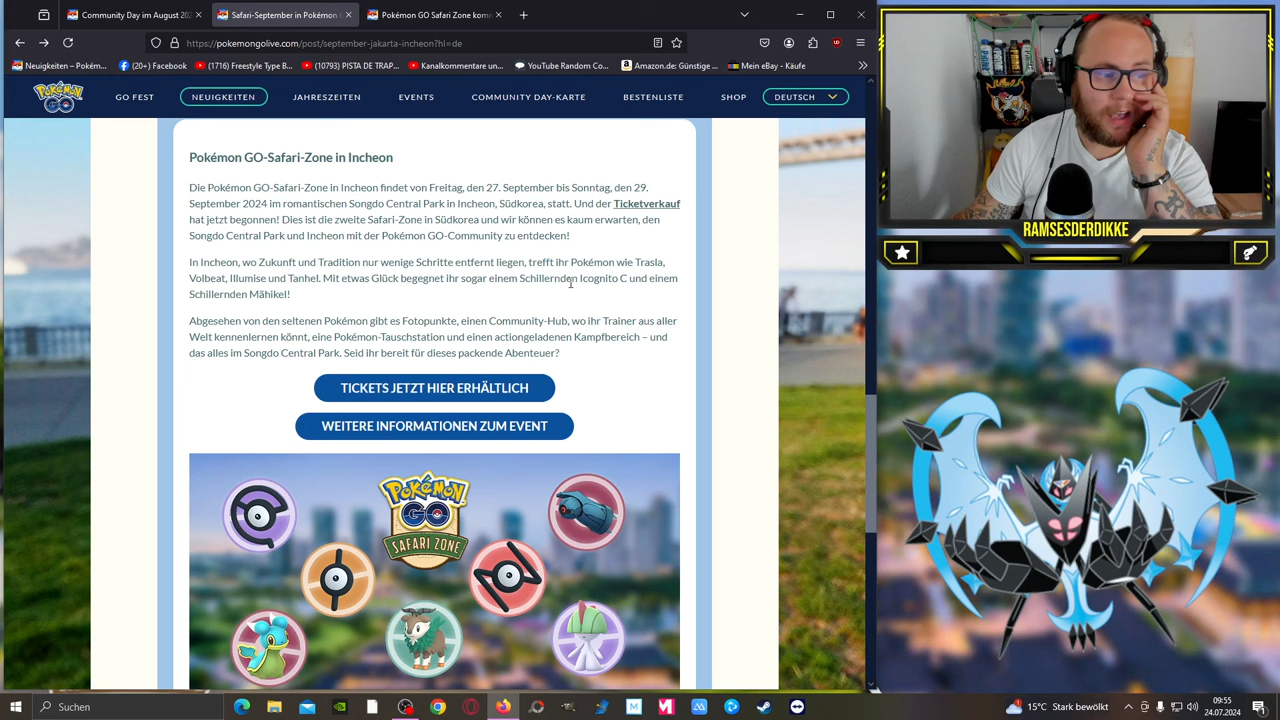 Community Day im August 202
Safari-Season in Pokémon G
Pokémon GO Safari Zone komm
https://pokemongolive.com/post/september-jakarta-incheon?hl=de
Neuigkeiten – Pokém...
(20+) Facebook
(1716) Freestyle Type B...
(10793) PISTA DE TRAP...
Kanalkommentare un...
YouTube Random Co...
Amazon.de: Günstige ...
Mein eBay - Käufe
POKÉMON GO
GO FEST
NEUIGKEITEN
JAHRESZEITEN
EVENTS
COMMUNITY DAY-KARTE
BESTENLISTE
SHOP
DEUTSCH
Pokémon GO-Safari-Zone in Incheon
Die Pokémon GO-Safari-Zone in Incheon findet von Freitag, den 27. September bis Sonntag, den 29.
September 2024 im romantischen Songdo Central Park in Incheon, Südkorea, statt. Und der Ticketverkauf
hat jetzt begonnen! Dies ist die zweite Safari-Zone in Südkorea und wir können es kaum erwarten, den
Songdo Central Park und Incheon mit der Pokémon GO-Community zu entdecken!
In Incheon, wo Zukunft und Tradition nur wenige Schritte entfernt liegen, trefft ihr Pokémon wie Trasla,
Volbeat, Illumise und Tanhel. Mit etwas Glück begegnet ihr sogar einem Schillernden Icognito C und einem
Schillernden Mähikel!
Abgesehen von den seltenen Pokémon gibt es Fotopunkte, einen Community-Hub, wo ihr Trainer aus aller
Welt kennenlernen könnt, eine Pokémon-Tauschstation und einen actiongeladenen Kampfbereich – und
das alles im Songdo Central Park. Seid ihr bereit für dieses packende Abenteuer?
TICKETS JETZT HIER ERHÄLTLICH
WEITERE INFORMATIONEN ZUM EVENT
POKÉMON
GO
SAFARI ZONE
RAMSESDERDIKKE
Suchen
15°C Stark bewölkt
09:55
24.07.2024